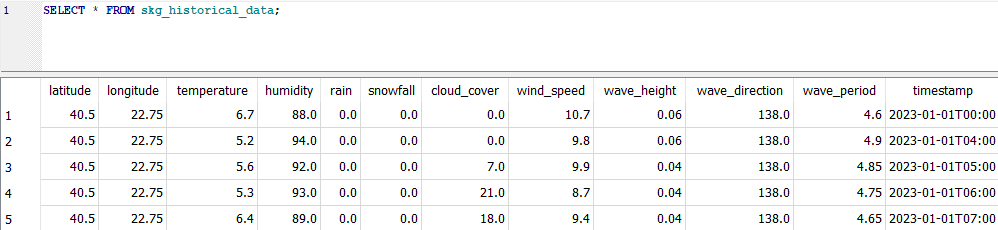 1 SELECT * FROM skg_historical_data;
latitude longitude temperature humidity rain snowfall cloud_cover wind_speed wave_height wave_direction wave_period timestamp
1 40.5 22.75 6.7 88.0 0.0 0.0 0.0 10.7 0.06 138.0 4.6 2023-01-01T00:00
2 40.5 22.75 5.2 94.0 0.0 0.0 0.0 9.8 0.06 138.0 4.9 2023-01-01T04:00
3 40.5 22.75 5.6 92.0 0.0 0.0 7.0 9.9 0.04 138.0 4.85 2023-01-01T05:00
4 40.5 22.75 5.3 93.0 0.0 0.0 21.0 8.7 0.04 138.0 4.75 2023-01-01T06:00
5 40.5 22.75 6.4 89.0 0.0 0.0 18.0 9.4 0.04 138.0 4.65 2023-01-01T07:00